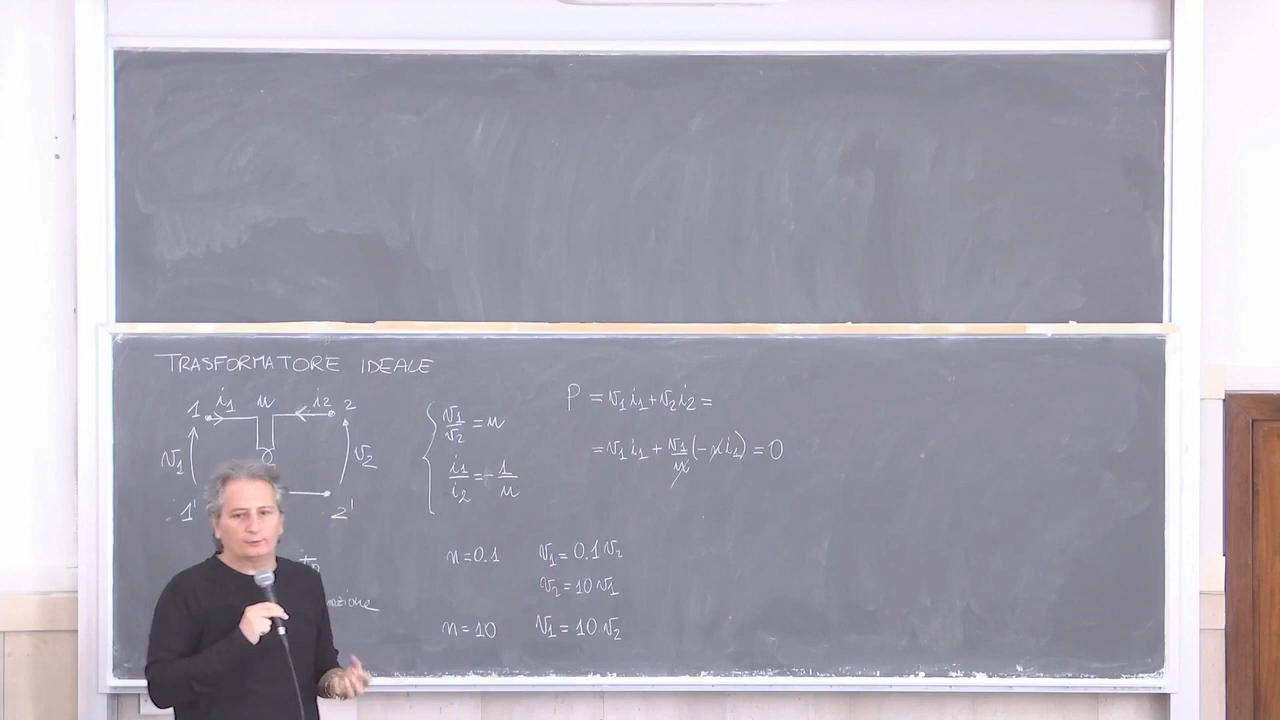 TRASFORMATORE IDEALE
1 i1 n i2 2
v1 v2
1' 2'
v1/v2 = n
i1/i2 = -1/n
P = v1 i1 + v2 i2 =
= v1 i1 + v1/n (-n i1) = 0
n=0.1 v1 = 0.1 v2
v2 = 10 v1
n=10 v1 = 10 v2